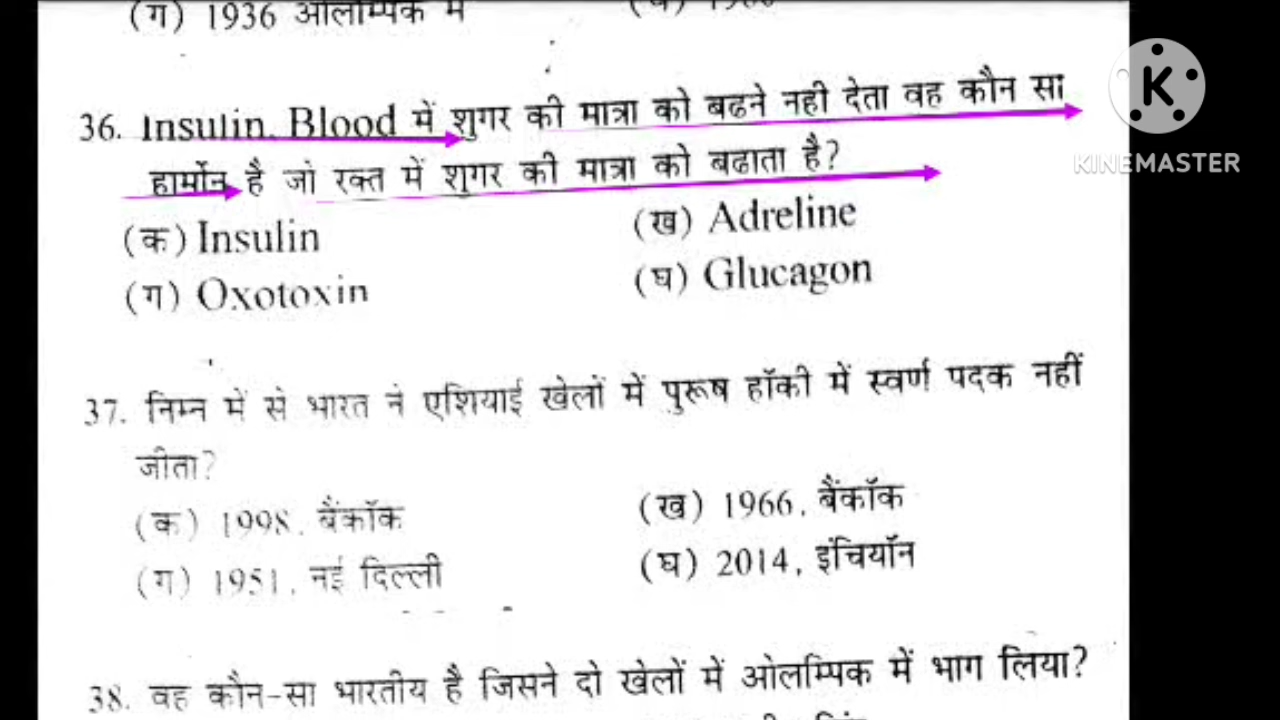 (ग) 1936 ओलम्पिक में
36. Insulin, Blood में शुगर की मात्रा को बढने नही देता वह कौन सा
हार्मोन है जो रक्त में शुगर की मात्रा को बढाता है?
(क) Insulin (ख) Adreline
(ग) Oxotoxin (घ) Glucagon
37. निम्न में से भारत ने एशियाई खेलों में पुरूष हॉकी में स्वर्ण पदक नहीं
जीता?
(क) 1998, बैंकॉक (ख) 1966, बैंकॉक
(ग) 1951, नई दिल्ली (घ) 2014, इंचियॉन
38. वह कौन-सा भारतीय है जिसने दो खेलों में ओलम्पिक में भाग लिया?
K
KINEMASTER